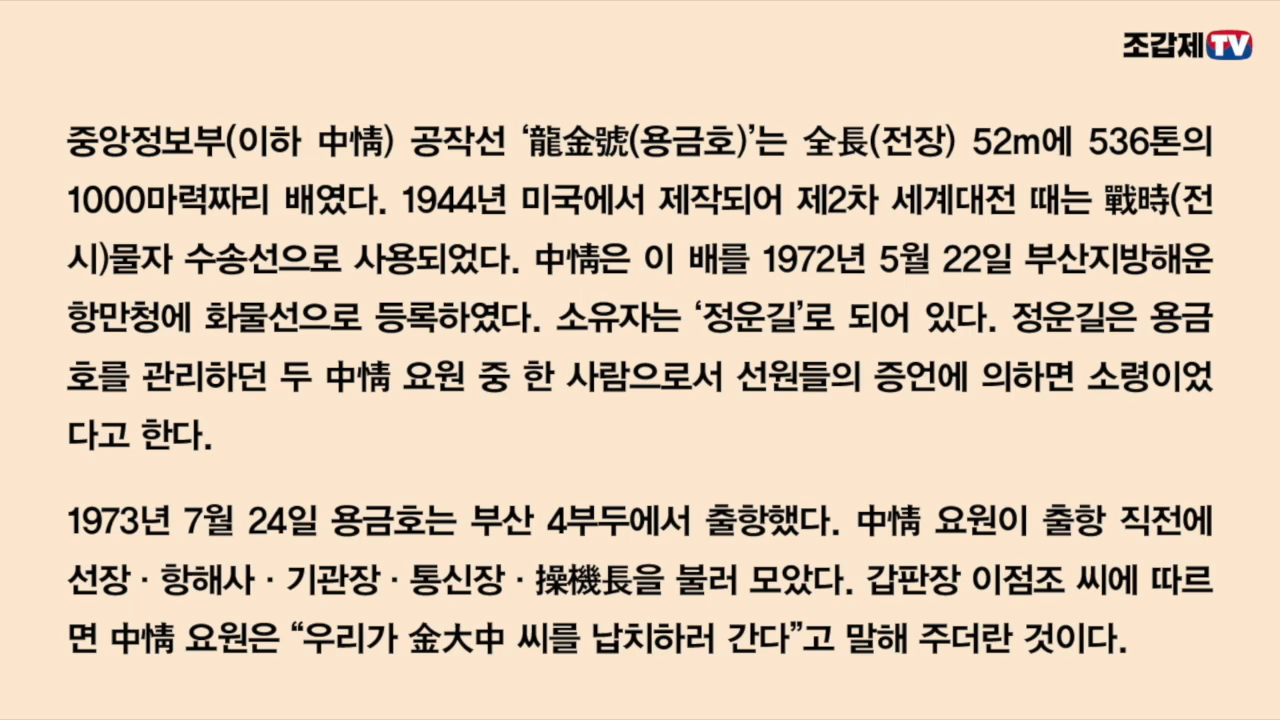 조갑제TV
중앙정보부(이하 中情) 공작선 ‘龍金號(용금호)’는 全長(전장) 52m에 536톤의
1000마력짜리 배였다. 1944년 미국에서 제작되어 제2차 세계대전 때는 戰時(전
시)물자 수송선으로 사용되었다. 中情은 이 배를 1972년 5월 22일 부산지방해운
항만청에 화물선으로 등록하였다. 소유자는 ‘정운길’로 되어 있다. 정운길은 용금
호를 관리하던 두 中情 요원 중 한 사람으로서 선원들의 증언에 의하면 소령이었
다고 한다.
1973년 7월 24일 용금호는 부산 4부두에서 출항했다. 中情 요원이 출항 직전에
선장·항해사·기관장·통신장·操機長을 불러 모았다. 갑판장 이점조 씨에 따르
면 中情 요원은 “우리가 金大中 씨를 납치하러 간다”고 말해 주더란 것이다.